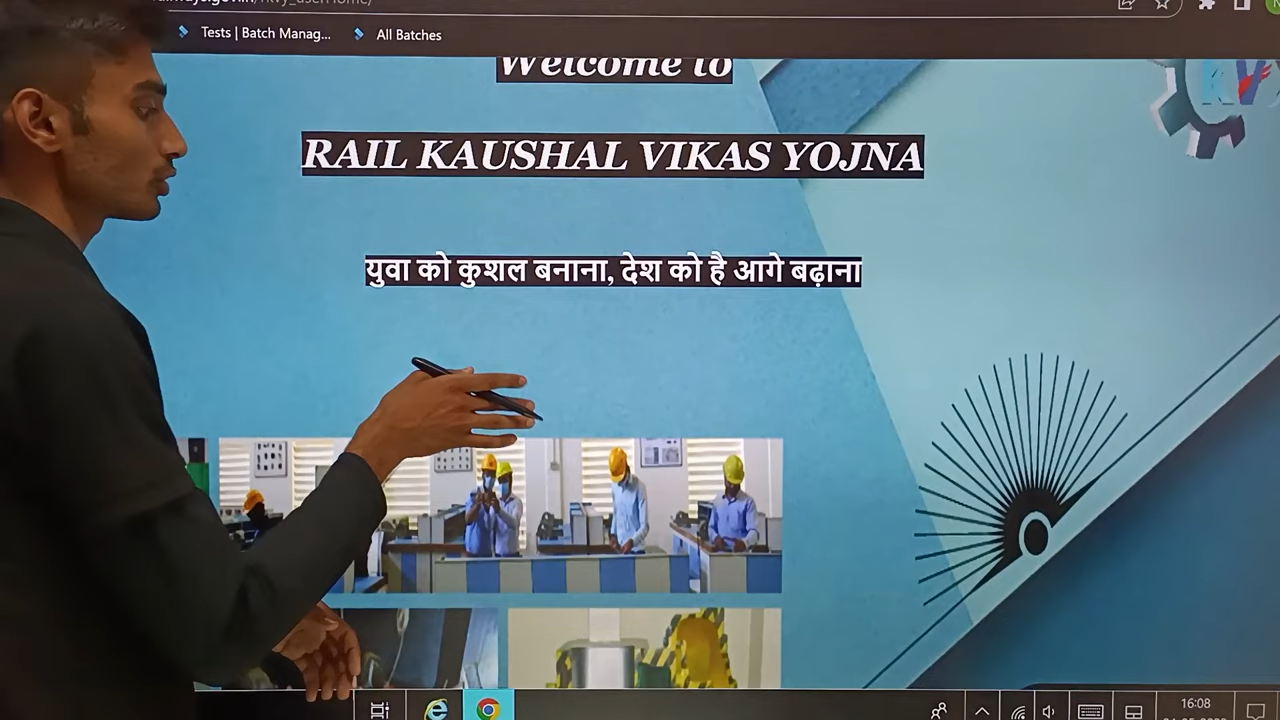 Tests | Batch Manag...
All Batches
Welcome to
RAIL KAUSHAL VIKAS YOJNA
युवा को कुशल बनाना, देश को है आगे बढ़ाना
16:08